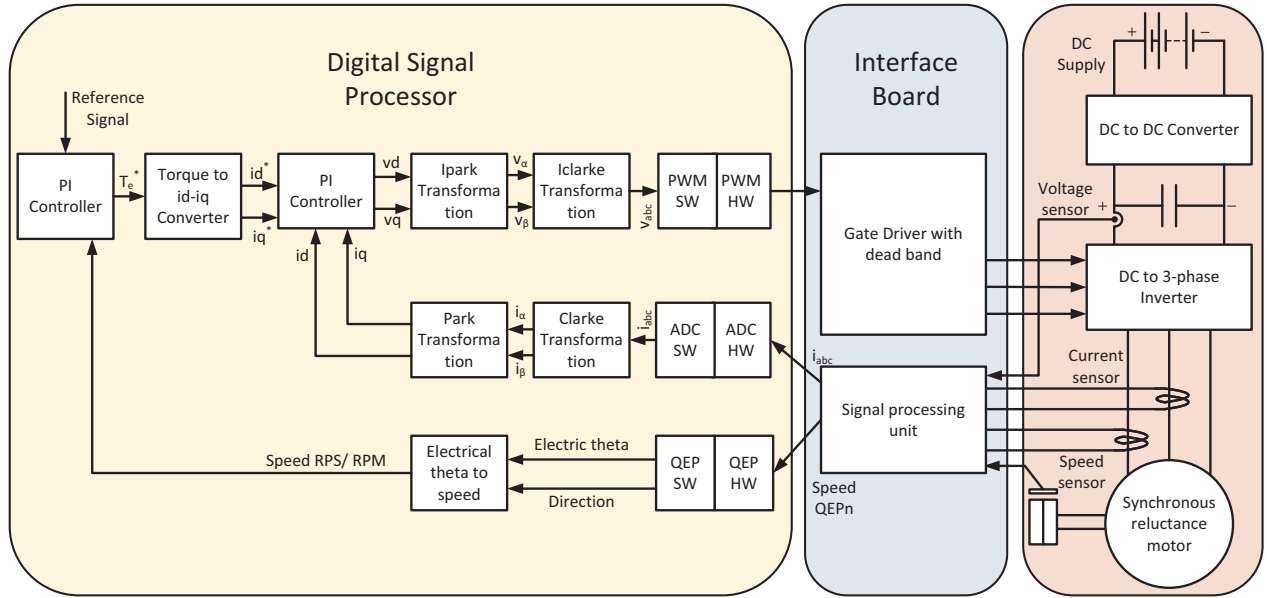 Digital Signal
Processor
Interface
Board
DC
Supply
+
−
Reference
Signal
DC to DC Converter
PI
Controller
Te*
Torque to
id-iq
Converter
id*
iq*
PI
Controller
vd
vq
Ipark
Transforma
tion
vα
vβ
Iclarke
Transforma
tion
vabc
PWM
SW
PWM
HW
Gate Driver with
dead band
Voltage
sensor
+
−
DC to 3-phase
Inverter
id
iq
Park
Transforma
tion
iα
iβ
Clarke
Transforma
tion
iabc
ADC
SW
ADC
HW
iabc
Signal processing
unit
Current
sensor
Speed RPS/ RPM
Electrical
theta to
speed
Electric theta
Direction
QEP
SW
QEP
HW
Speed
QEPn
Speed
sensor
Synchronous
reluctance
motor